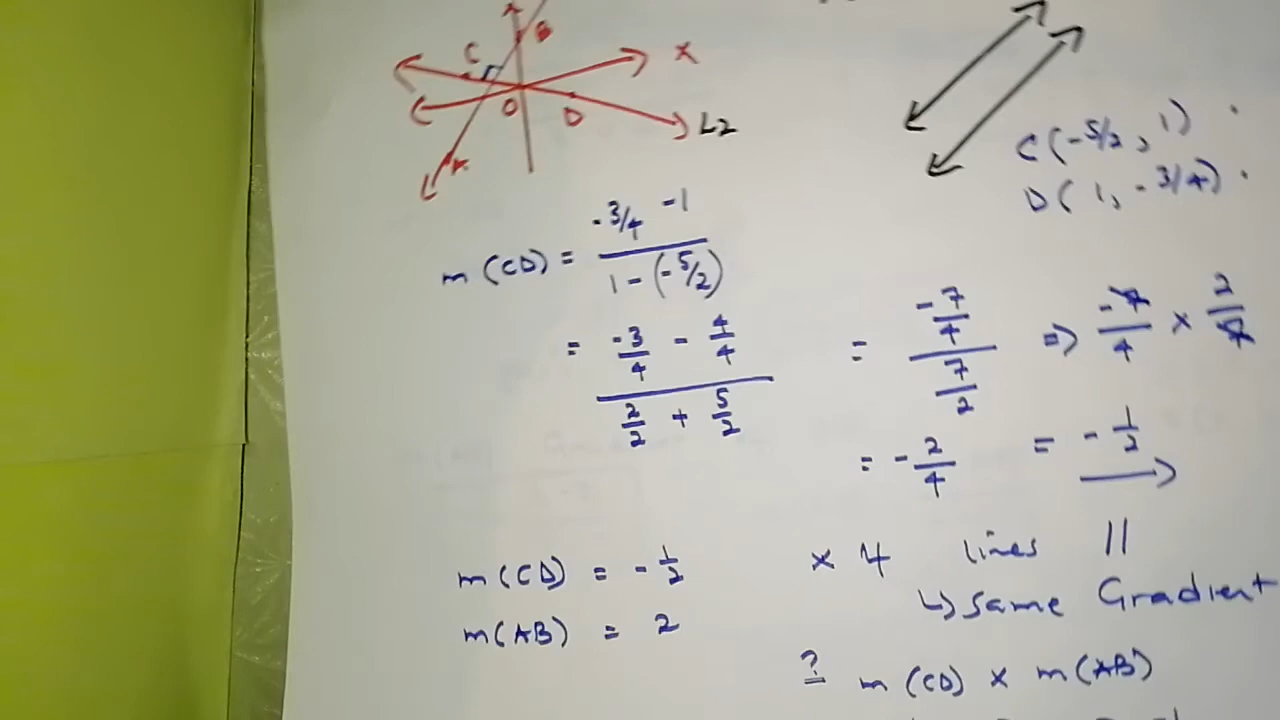 B
C
X
O
D
L2
A
C(-5/2, 1)
D(1, -3/4)
m(CD) = -3/4 -1 / 1-(-5/2)
= -3/4 - 4/4 / 2/2 + 5/2 = -7/4 / 7/2 => -7/4 x 2/7
= -2/4 = -1/2
m(CD) = -1/2 x 4 lines ||
↳ same Gradient
m(AB) = 2
? m(CD) x m(AB)